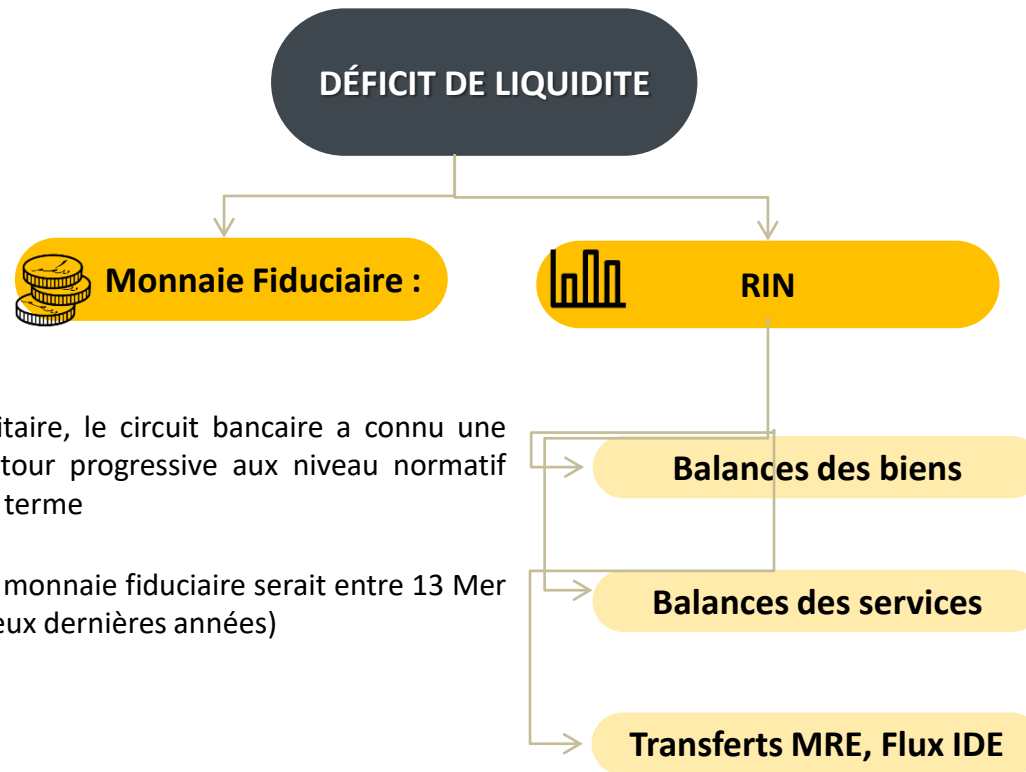 DÉFICIT DE LIQUIDITE
Monnaie Fiduciaire :
RIN
itaire, le circuit bancaire a connu une
tour progressive aux niveau normatif
terme
monnaie fiduciaire serait entre 13 Mer
eux dernières années)
Balances des biens
Balances des services
Transferts MRE, Flux IDE